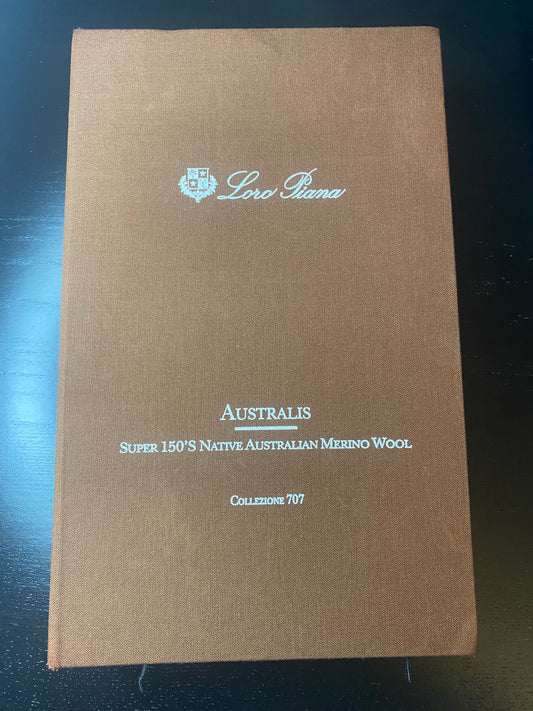 Loro Piana
AUSTRALIS
SUPER 150'S NATIVE AUSTRALIAN MERINO WOOL
COLLEZIONE 707